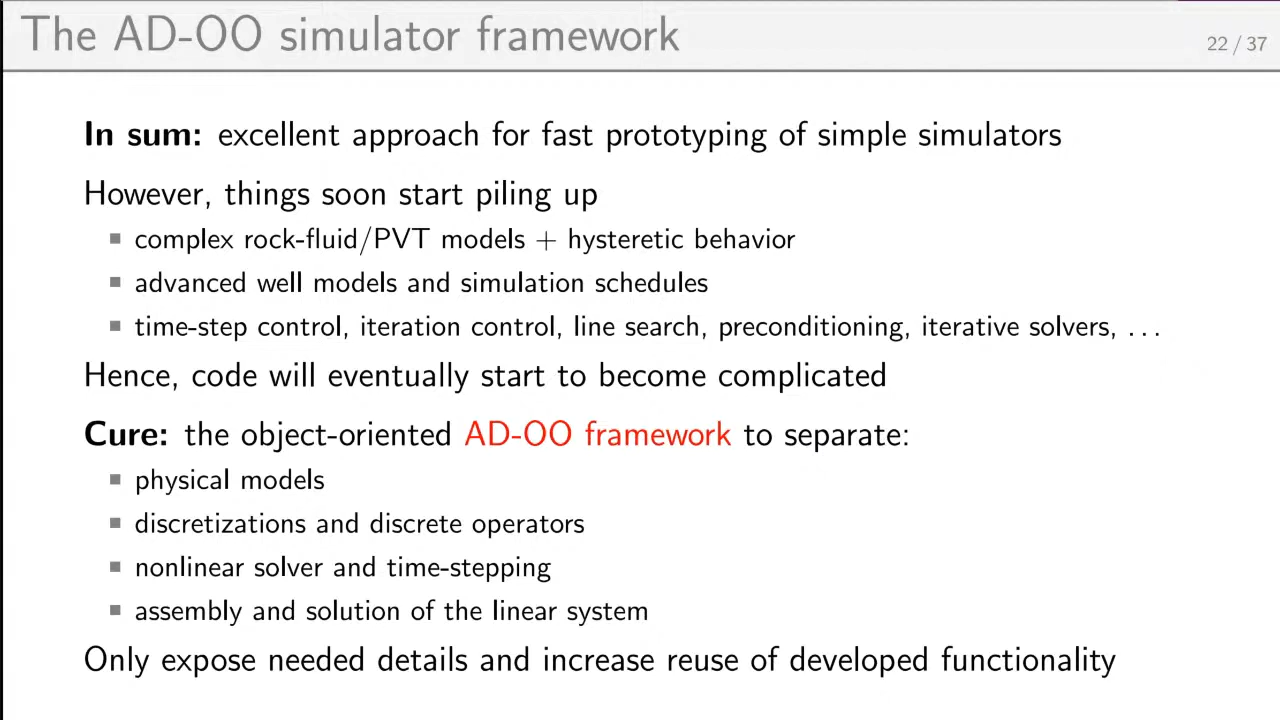 The AD-OO simulator framework
22 / 37
In sum: excellent approach for fast prototyping of simple simulators
However, things soon start piling up
complex rock-fluid/PVT models + hysteretic behavior
advanced well models and simulation schedules
time-step control, iteration control, line search, preconditioning, iterative solvers, ...
Hence, code will eventually start to become complicated
Cure: the object-oriented AD-OO framework to separate:
physical models
discretizations and discrete operators
nonlinear solver and time-stepping
assembly and solution of the linear system
Only expose needed details and increase reuse of developed functionality